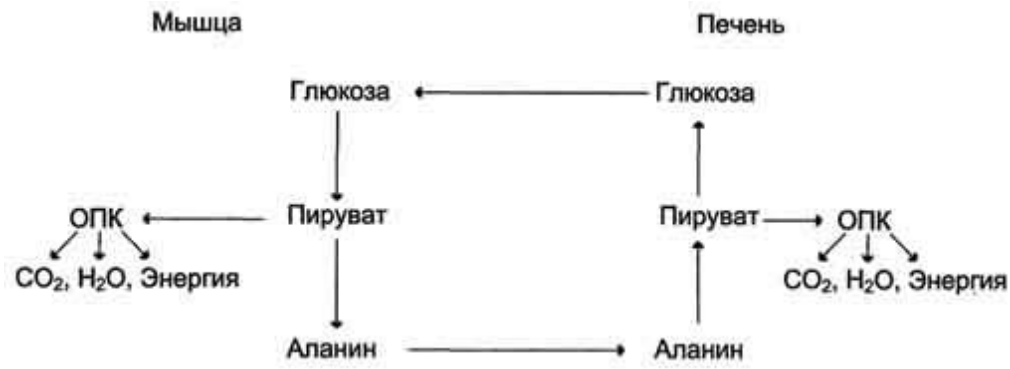 Мышца Печень
Глюкоза Глюкоза
ОПК Пируват Пируват ОПК
CO₂, H₂O, Энергия CO₂, H₂O, Энергия
Аланин Аланин